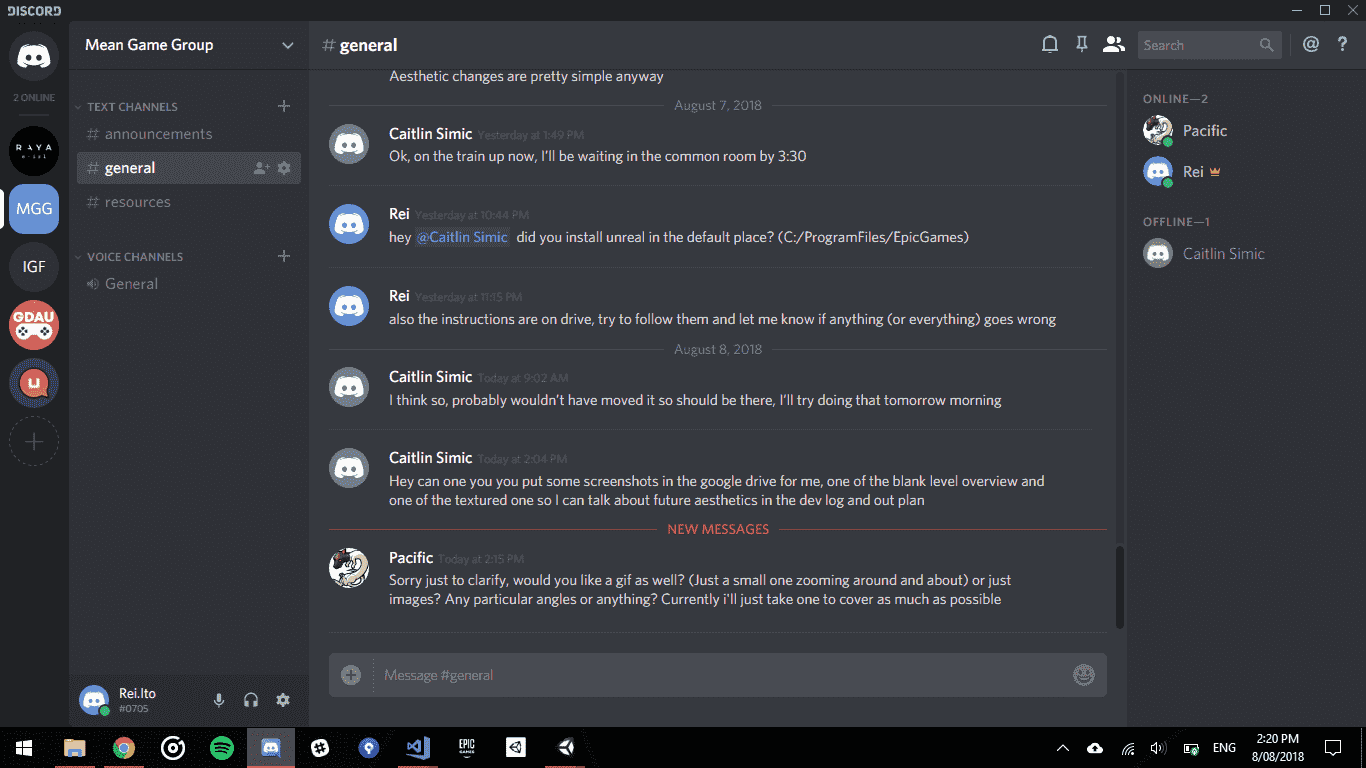 DISCORD
2 ONLINE
RAYA
MGG
IGF
GDAU
u
Mean Game Group
TEXT CHANNELS
# announcements
# general
# resources
VOICE CHANNELS
General
Rei.Ito
#0705
# general
Search
@
?
Aesthetic changes are pretty simple anyway
August 7, 2018
Caitlin Simic Yesterday at 1:49 PM
Ok, on the train up now, I'll be waiting in the common room by 3:30
Rei Yesterday at 10:44 PM
hey @Caitlin Simic did you install unreal in the default place? (C:/ProgramFiles/EpicGames)
Rei Yesterday at 11:15 PM
also the instructions are on drive, try to follow them and let me know if anything (or everything) goes wrong
August 8, 2018
Caitlin Simic Today at 9:02 AM
I think so, probably wouldn't have moved it so should be there, I'll try doing that tomorrow morning
Caitlin Simic Today at 2:04 PM
Hey can one you you put some screenshots in the google drive for me, one of the blank level overview and
one of the textured one so I can talk about future aesthetics in the dev log and out plan
NEW MESSAGES
Pacific Today at 2:15 PM
Sorry just to clarify, would you like a gif as well? (Just a small one zooming around and about) or just
images? Any particular angles or anything? Currently i'll just take one to cover as much as possible
Message #general
ONLINE—2
Pacific
Rei
OFFLINE—1
Caitlin Simic
EPIC
GAMES
ENG
2:20 PM
8/08/2018